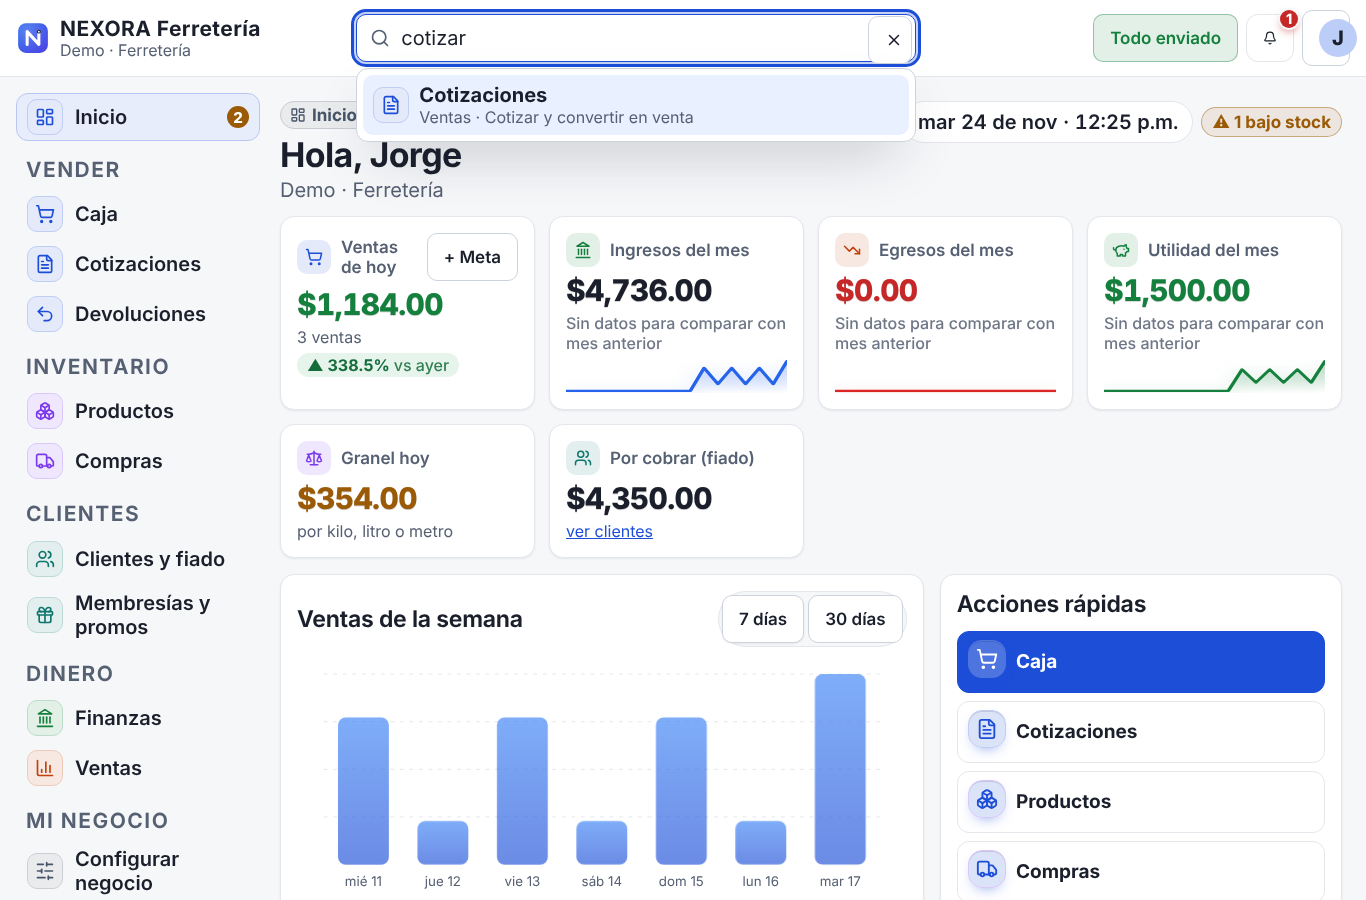 NEXORA Ferretería
Demo · Ferretería
cotizar
Todo enviado
1
J
Cotizaciones
Ventas · Cotizar y convertir en venta
Inicio
2
VENDER
Caja
Cotizaciones
Devoluciones
INVENTARIO
Productos
Compras
CLIENTES
Clientes y fiado
Membresías y
promos
DINERO
Finanzas
Ventas
MI NEGOCIO
Configurar
negocio
Inicio
mar 24 de nov · 12:25 p.m.
1 bajo stock
Hola, Jorge
Demo · Ferretería
Ventas
de hoy
+ Meta
$1,184.00
3 ventas
▲ 338.5% vs ayer
Ingresos del mes
$4,736.00
Sin datos para comparar con
mes anterior
Egresos del mes
$0.00
Sin datos para comparar con
mes anterior
Utilidad del mes
$1,500.00
Sin datos para comparar con
mes anterior
Granel hoy
$354.00
por kilo, litro o metro
Por cobrar (fiado)
$4,350.00
ver clientes
Ventas de la semana
7 días
30 días
mié 11
jue 12
vie 13
sáb 14
dom 15
lun 16
mar 17
Acciones rápidas
Caja
Cotizaciones
Productos
Compras